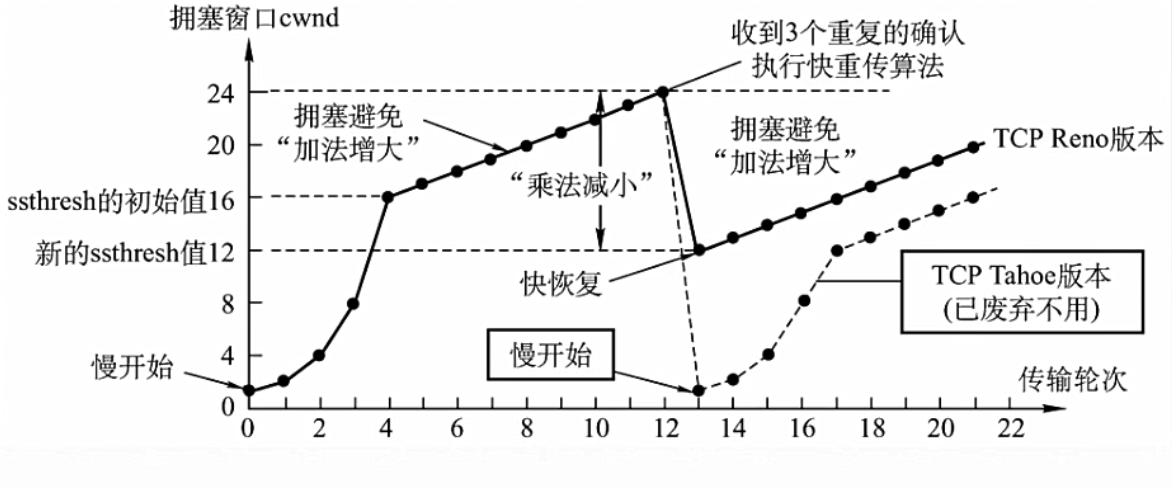 拥塞窗口cwnd
收到3个重复的确认
执行快重传算法
24
拥塞避免
“加法增大”
拥塞避免
“加法增大”
20
TCP Reno版本
“乘法减小”
ssthresh的初始值16
新的ssthresh值12
快恢复
TCP Tahoe版本
(已废弃不用)
8
慢开始
4
慢开始
传输轮次
0
0 2 4 6 8 10 12 14 16 18 20 22